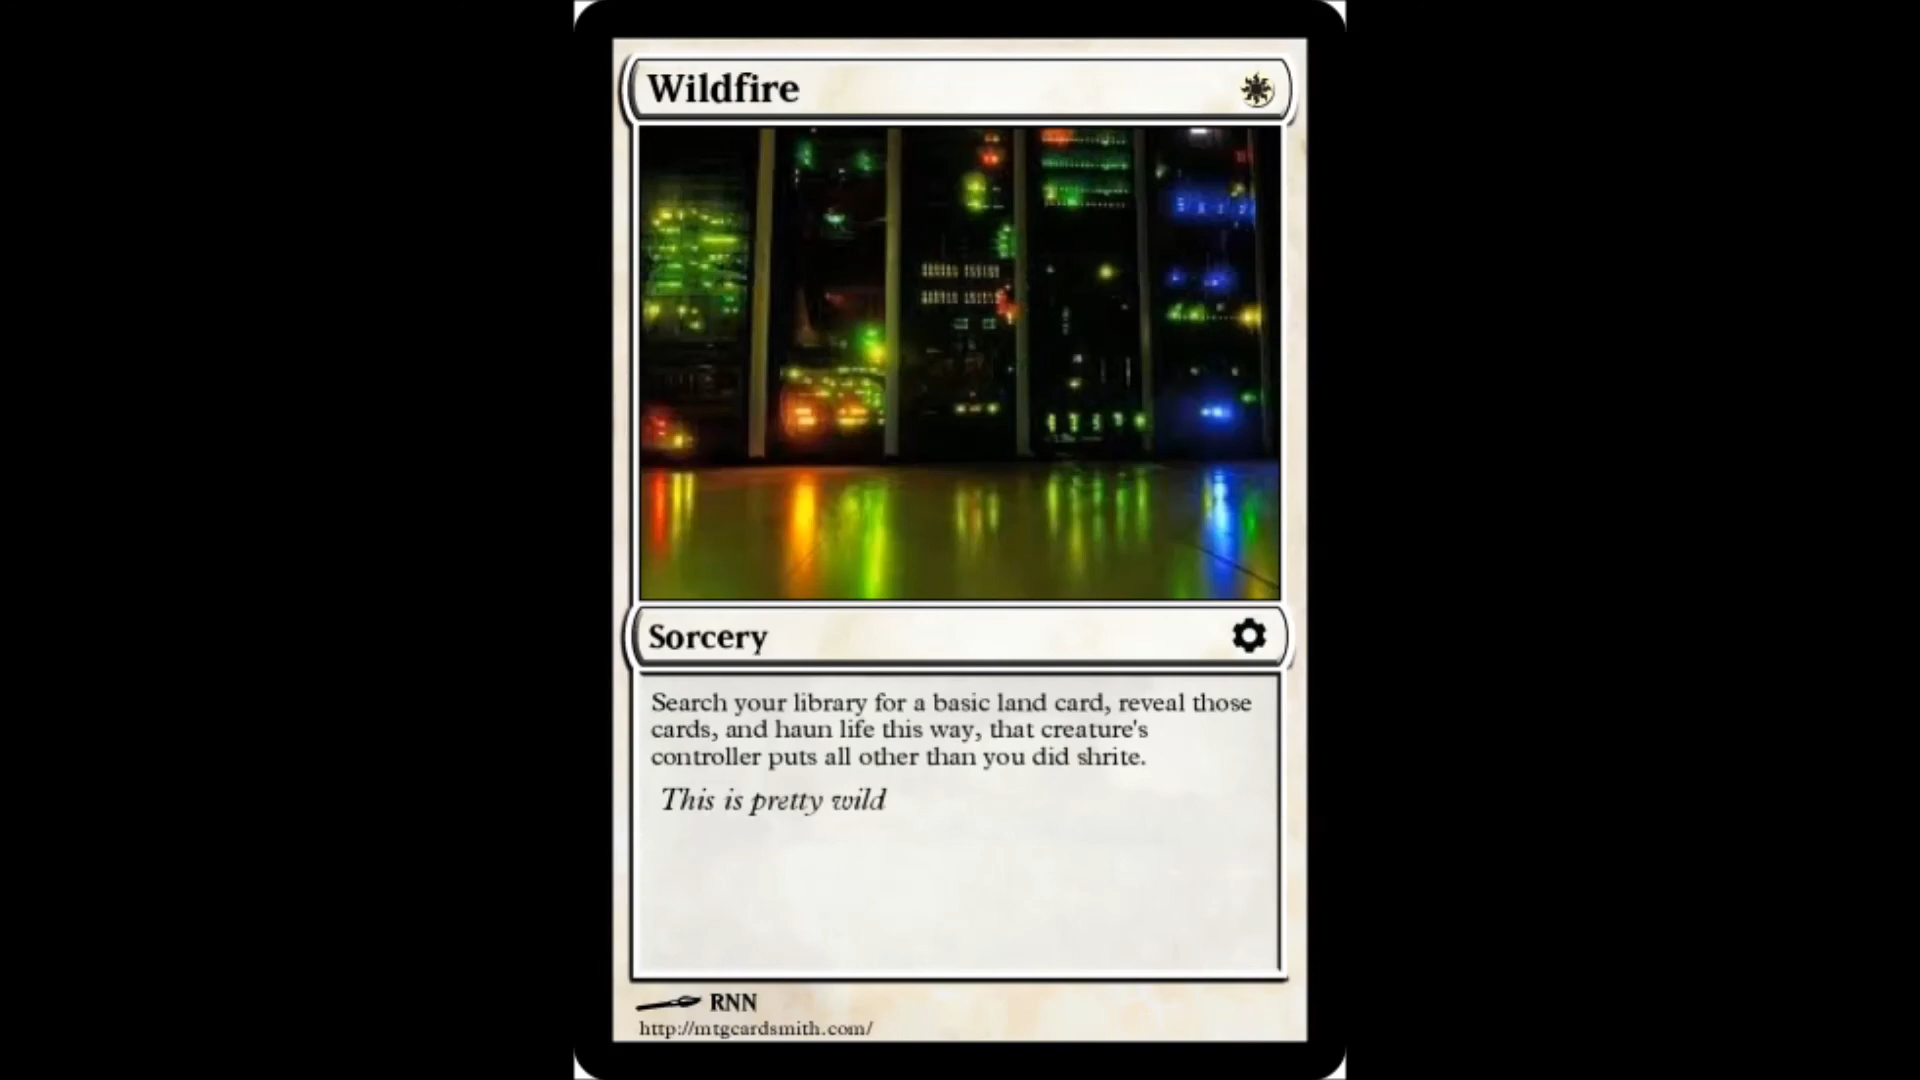 Wildfire
Sorcery
Search your library for a basic land card, reveal those
cards, and haun life this way, that creature's
controller puts all other than you did shrite.
This is pretty wild
RNN
http://mtgcardsmith.com/